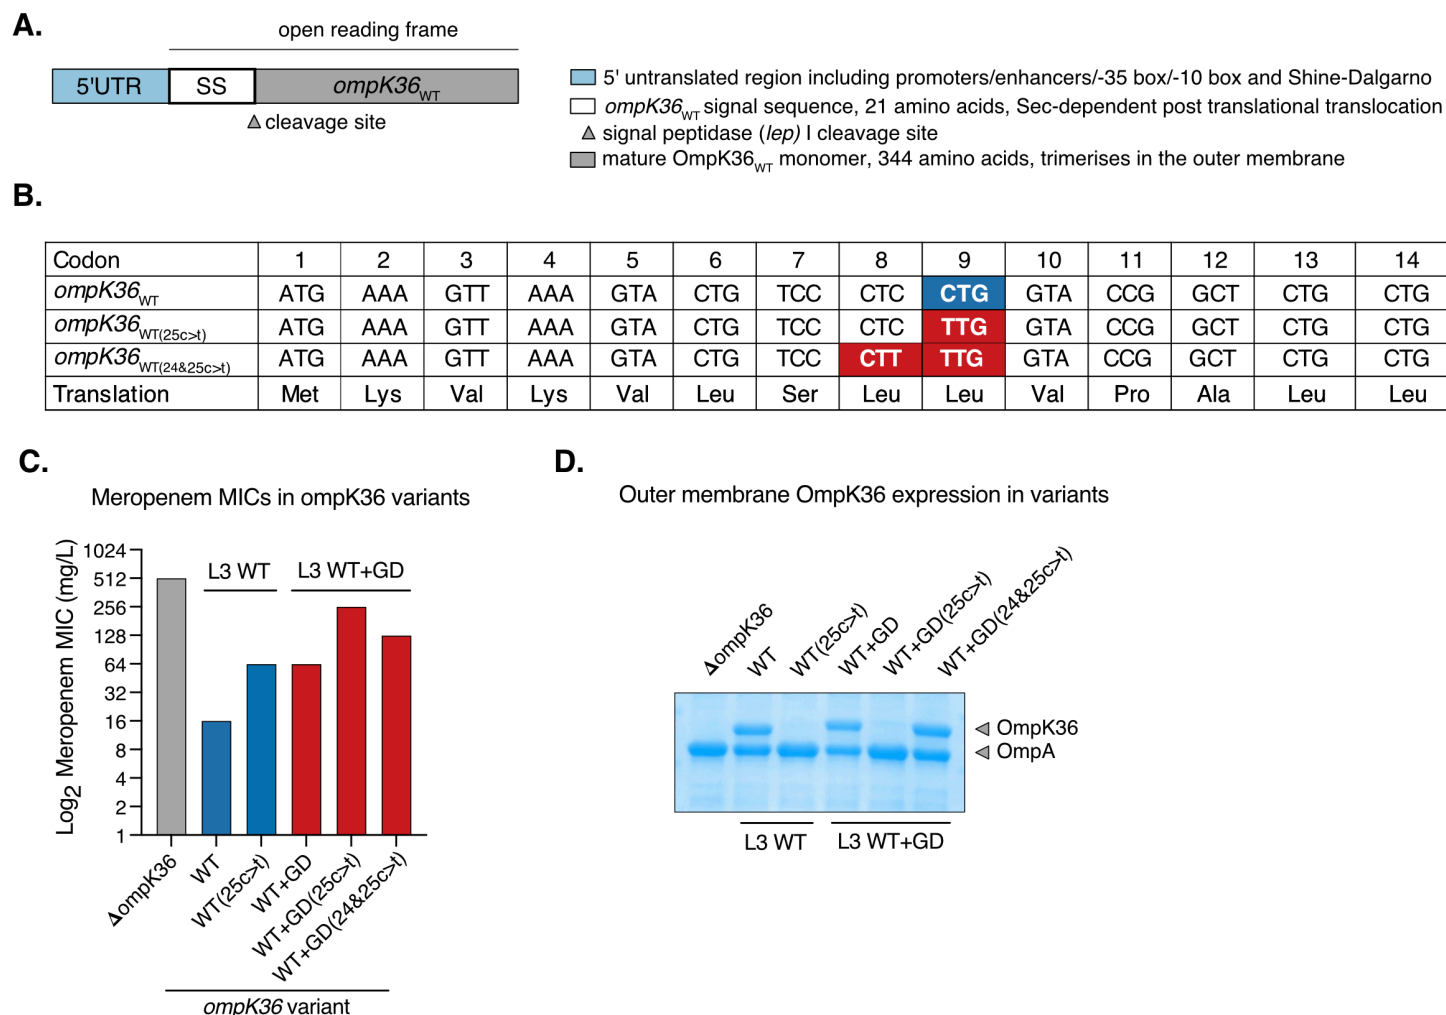 A.
open reading frame
5'UTR SS ompK36WT
cleavage site
5' untranslated region including promoters/enhancers/-35 box/-10 box and Shine-Dalgarno
ompK36WT signal sequence, 21 amino acids, Sec-dependent post translational translocation
signal peptidase (lep) I cleavage site
mature OmpK36WT monomer, 344 amino acids, trimerises in the outer membrane
B.
Codon 1 2 3 4 5 6 7 8 9 10 11 12 13 14
ompK36WT ATG AAA GTT AAA GTA CTG TCC CTC CTG GTA CCG GCT CTG CTG
ompK36WT(25c>t) ATG AAA GTT AAA GTA CTG TCC CTC TTG GTA CCG GCT CTG CTG
ompK36WT(24&25c>t) ATG AAA GTT AAA GTA CTG TCC CTT TTG GTA CCG GCT CTG CTG
Translation Met Lys Val Lys Val Leu Ser Leu Leu Val Pro Ala Leu Leu
C.
Meropenem MICs in ompK36 variants
Log2 Meropenem MIC (mg/L)
1024
512
256
128
64
32
16
8
4
2
1
L3 WT L3 WT+GD
ΔompK36
WT
WT(25c>t)
WT+GD
WT+GD(25c>t)
WT+GD(24&25c>t)
ompK36 variant
D.
Outer membrane OmpK36 expression in variants
ΔompK36
WT
WT(25c>t)
WT+GD
WT+GD(25c>t)
WT+GD(24&25c>t)
OmpK36
OmpA
L3 WT L3 WT+GD